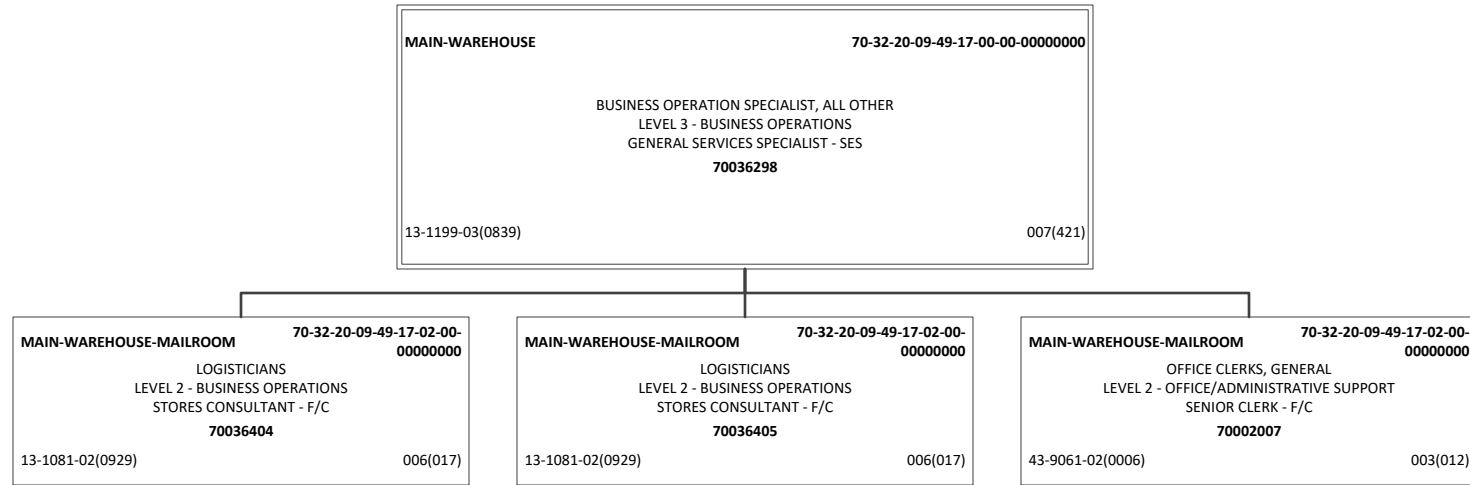 MAIN-WAREHOUSE 70-32-20-09-49-17-00-00-00000000
BUSINESS OPERATION SPECIALIST, ALL OTHER
LEVEL 3 - BUSINESS OPERATIONS
GENERAL SERVICES SPECIALIST - SES
70036298
13-1199-03(0839) 007(421)
MAIN-WAREHOUSE-MAILROOM 70-32-20-09-49-17-02-00-
00000000
LOGISTICIANS
LEVEL 2 - BUSINESS OPERATIONS
STORES CONSULTANT - F/C
70036404
13-1081-02(0929) 006(017)
MAIN-WAREHOUSE-MAILROOM 70-32-20-09-49-17-02-00-
00000000
LOGISTICIANS
LEVEL 2 - BUSINESS OPERATIONS
STORES CONSULTANT - F/C
70036405
13-1081-02(0929) 006(017)
MAIN-WAREHOUSE-MAILROOM 70-32-20-09-49-17-02-00-
00000000
OFFICE CLERKS, GENERAL
LEVEL 2 - OFFICE/ADMINISTRATIVE SUPPORT
SENIOR CLERK - F/C
70002007
43-9061-02(0006) 003(012)